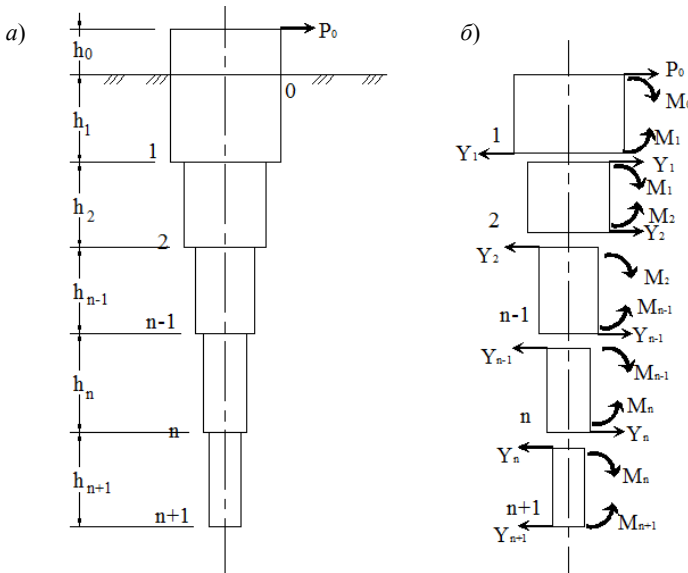 а)
P₀
h₀
0
h₁
1
h₂
2
hₙ₋₁
n-1
hₙ
n
hₙ₊₁
n+1
б)
P₀
M₀
1
M₁
Y₁
Y₁
M₁
M₂
2
Y₂
Y₂
M₂
Mₙ₋₁
n-1
Yₙ₋₁
Yₙ₋₁
Mₙ₋₁
Mₙ
n
Yₙ
Yₙ
Mₙ
n+1
Mₙ₊₁
Yₙ₊₁